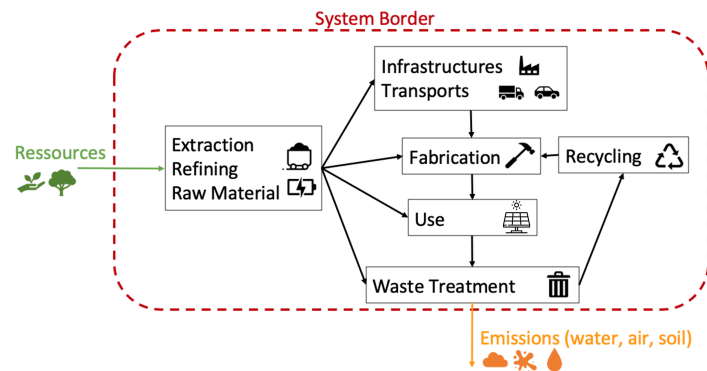 System Border
Infrastructures
Transports
Extraction
Refining
Raw Material
Ressources
Fabrication
Recycling
Use
Waste Treatment
Emissions (water, air, soil)